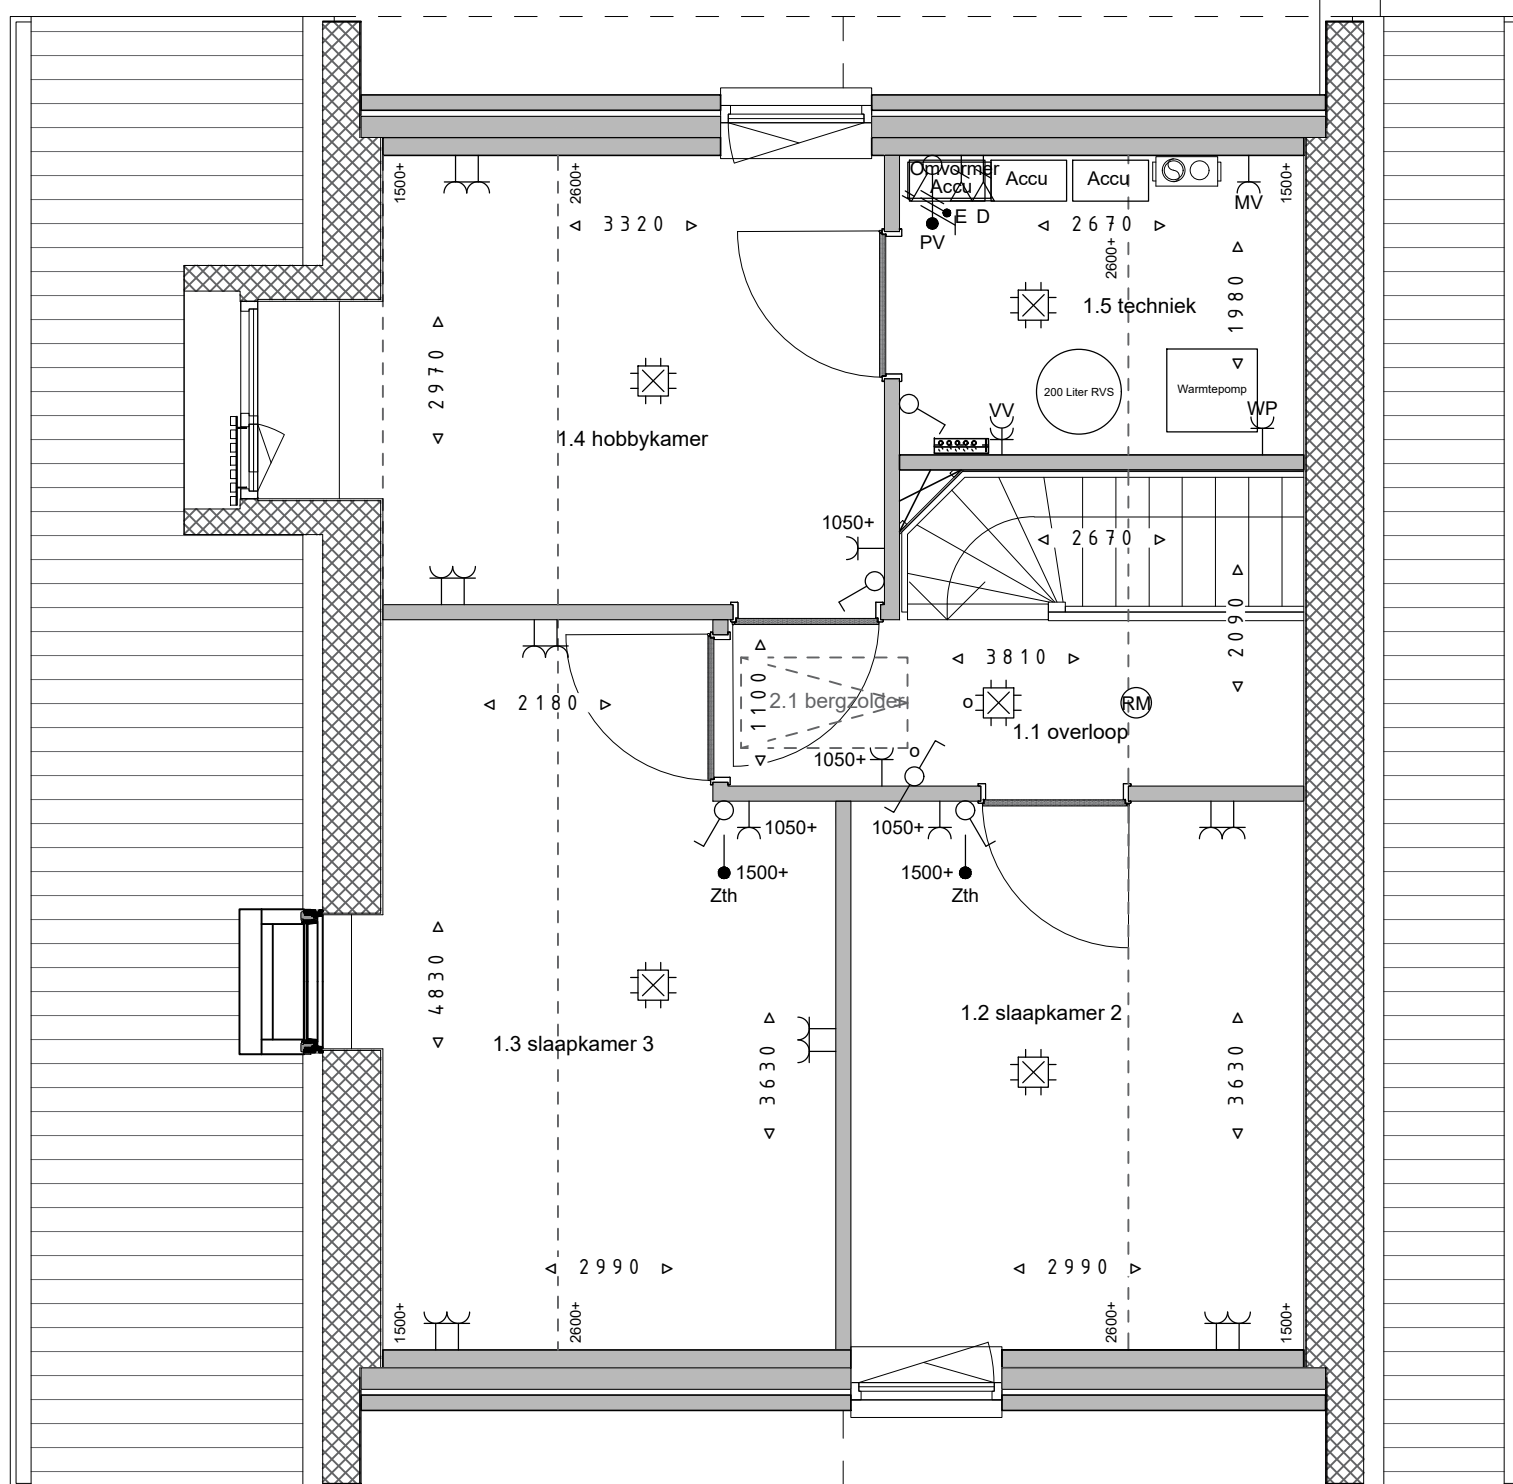 1500+
2600+
3320
Omvormer
Accu
Accu
Accu
E D
PV
MV
1500+
2670
2600+
1980
1.5 techniek
2970
1.4 hobbykamer
200 Liter RVS
Warmtepomp
VV
WP
1050+
2670
2090
3810
1100
2180
2.1 bergzolder
o
RM
1.1 overloop
o
1050+
1050+
1050+
1500+
1500+
Zth
Zth
4830
1.3 slaapkamer 3
1.2 slaapkamer 2
3630
3630
2990
2990
1500+
2600+
2600+
1500+